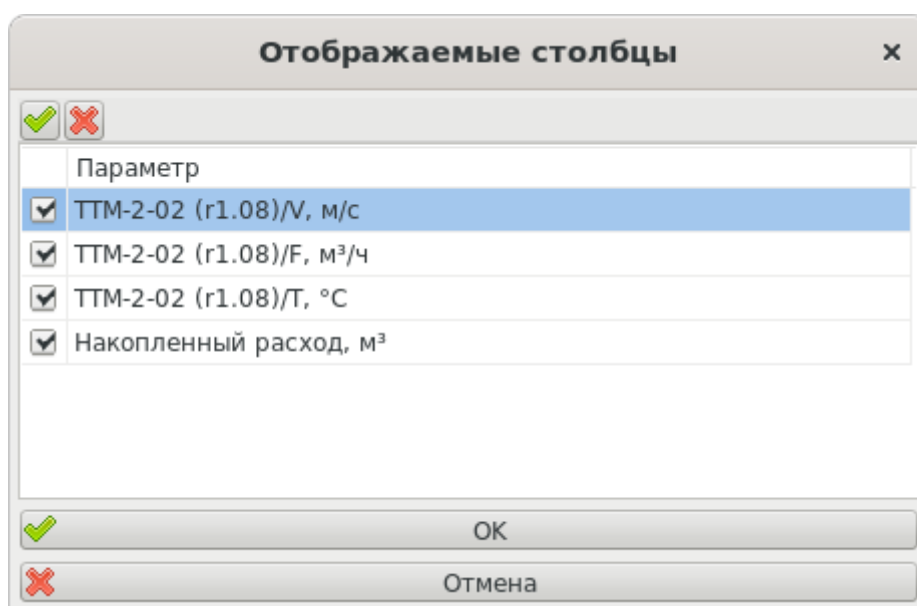 Отображаемые столбцы
Параметр
ТТМ-2-02 (r1.08)/V, м/с
ТТМ-2-02 (r1.08)/F, м³/ч
ТТМ-2-02 (r1.08)/T, °C
Накопленный расход, м³
OK
Отмена